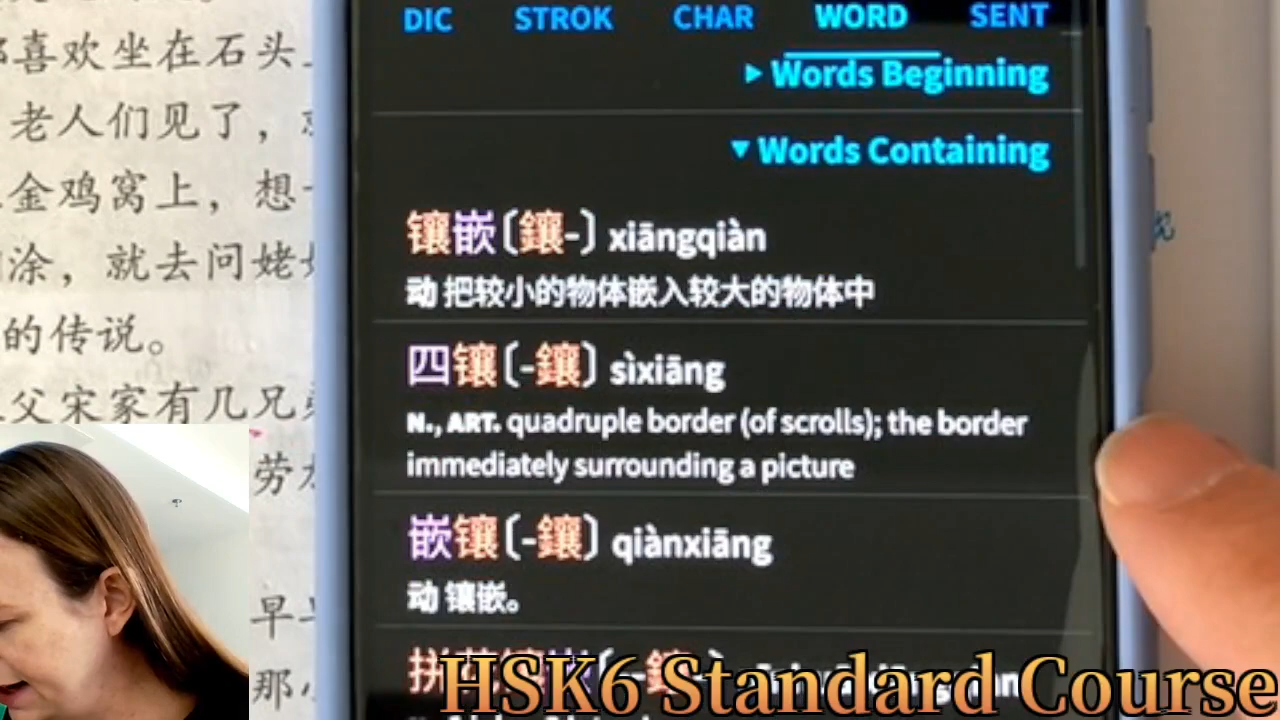 喜欢坐在石头
老人们见了，
金鸡窝上，想
涂，就去问姥
的传说。
父宋家有几兄
劳
早
那
DIC STROK CHAR WORD SENT
▸ Words Beginning
▾ Words Containing
镶嵌〔鑲-〕 xiāngqiàn
动 把较小的物体嵌入较大的物体中
四镶〔-鑲〕 sìxiāng
N., ART. quadruple border (of scrolls); the border
immediately surrounding a picture
嵌镶〔-鑲〕 qiànxiāng
动 镶嵌。
拼
HSK6 Standard Course